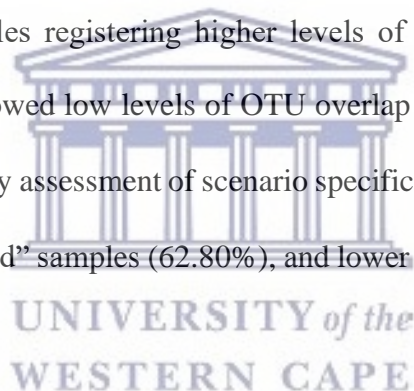 les registering higher levels of
owed low levels of OTU overlap
y assessment of scenario specific
d” samples (62.80%), and lower
UNIVERSITY of the
WESTERN CAPE